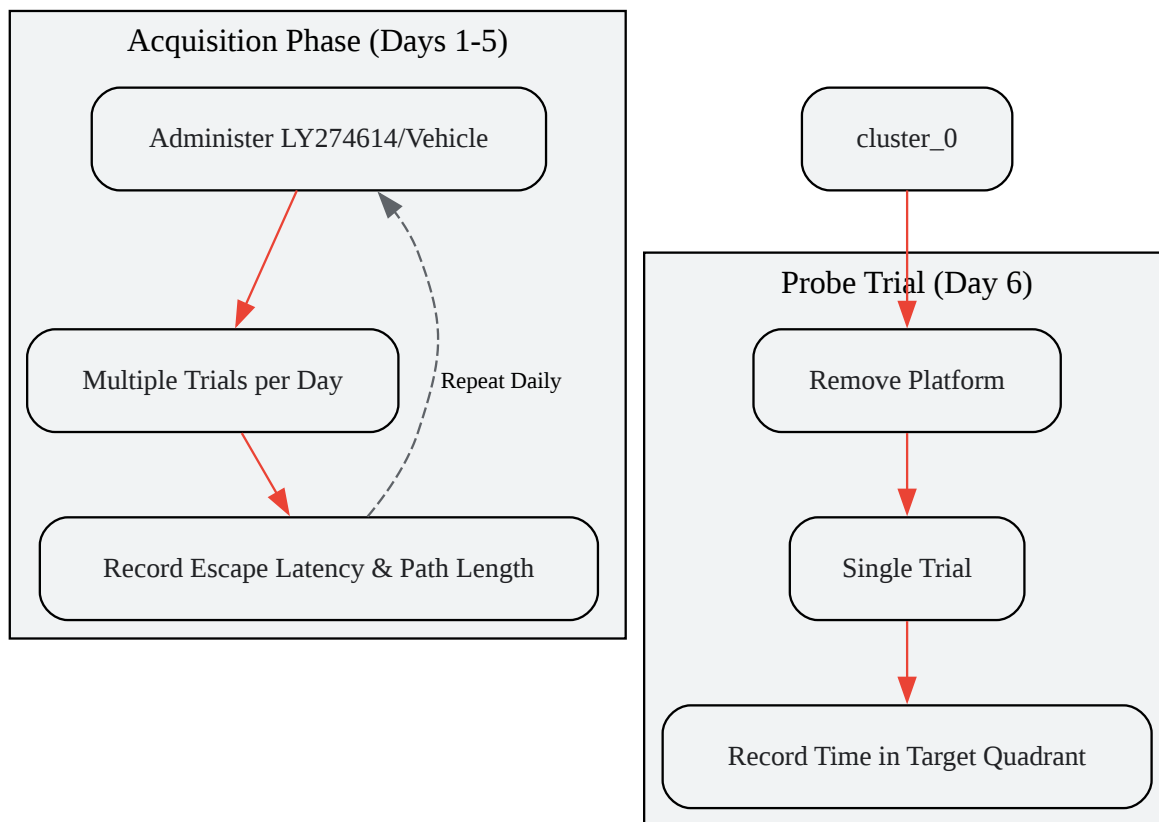 Acquisition Phase (Days 1-5)
Administer LY274614/Vehicle
Multiple Trials per Day
Repeat Daily
Record Escape Latency & Path Length
cluster_0
Probe Trial (Day 6)
Remove Platform
Single Trial
Record Time in Target Quadrant